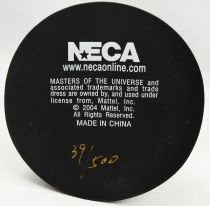 NECA
www.necaonline.com
MASTERS OF THE UNIVERSE and
associated trademarks and trade
dress are owned by, and used under
license from, Mattel, Inc.
© 2004 Mattel, Inc.
All Rights Reserved.
MADE IN CHINA
39/500